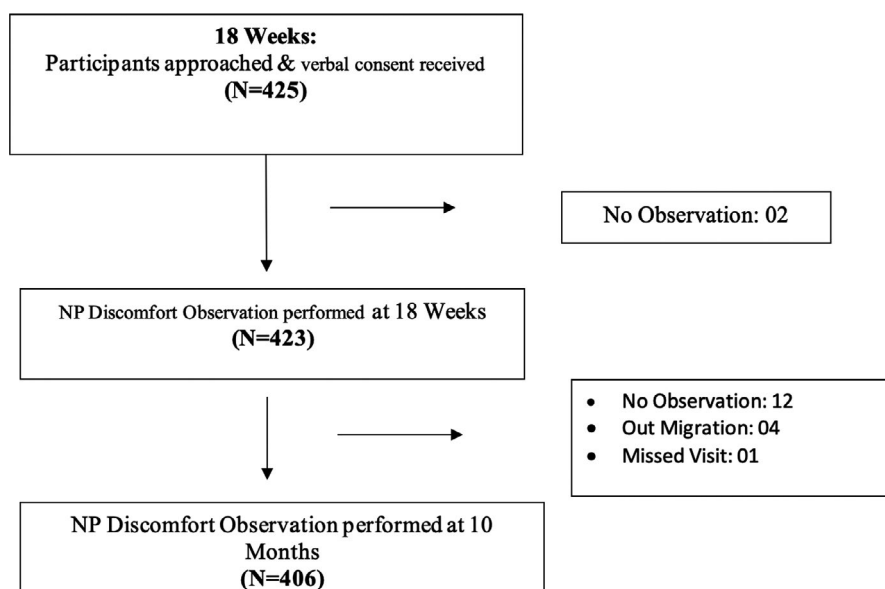 18 Weeks:
Participants approached & verbal consent received
(N=425)
No Observation: 02
NP Discomfort Observation performed at 18 Weeks
(N=423)
• No Observation: 12
• Out Migration: 04
• Missed Visit: 01
NP Discomfort Observation performed at 10
Months
(N=406)